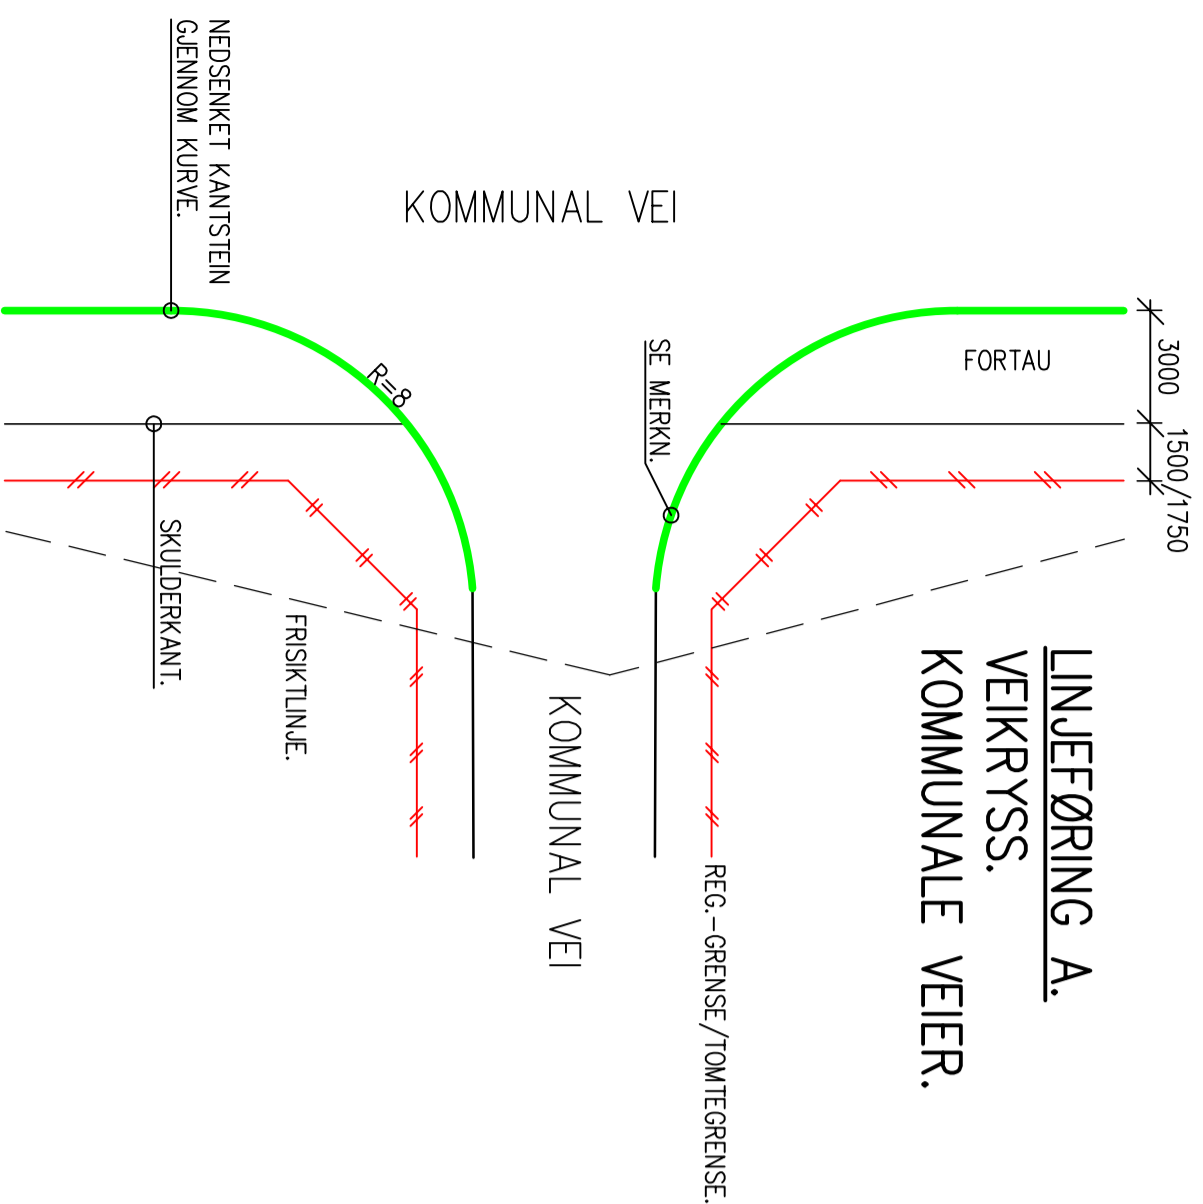 LINJEFØRING A.
VEIKRYSS.
KOMMUNALE VEIER.
3000
1500/1750
FORTAU
KOMMUNAL VEI
SE MERKN.
R=8
NEDSENKET KANTSTEIN
GJENNOM KURVE.
SKULDERKANT.
FRISIKTLINJE.
KOMMUNAL VEI
REG.-GRENSE/TOMTEGRENSE.